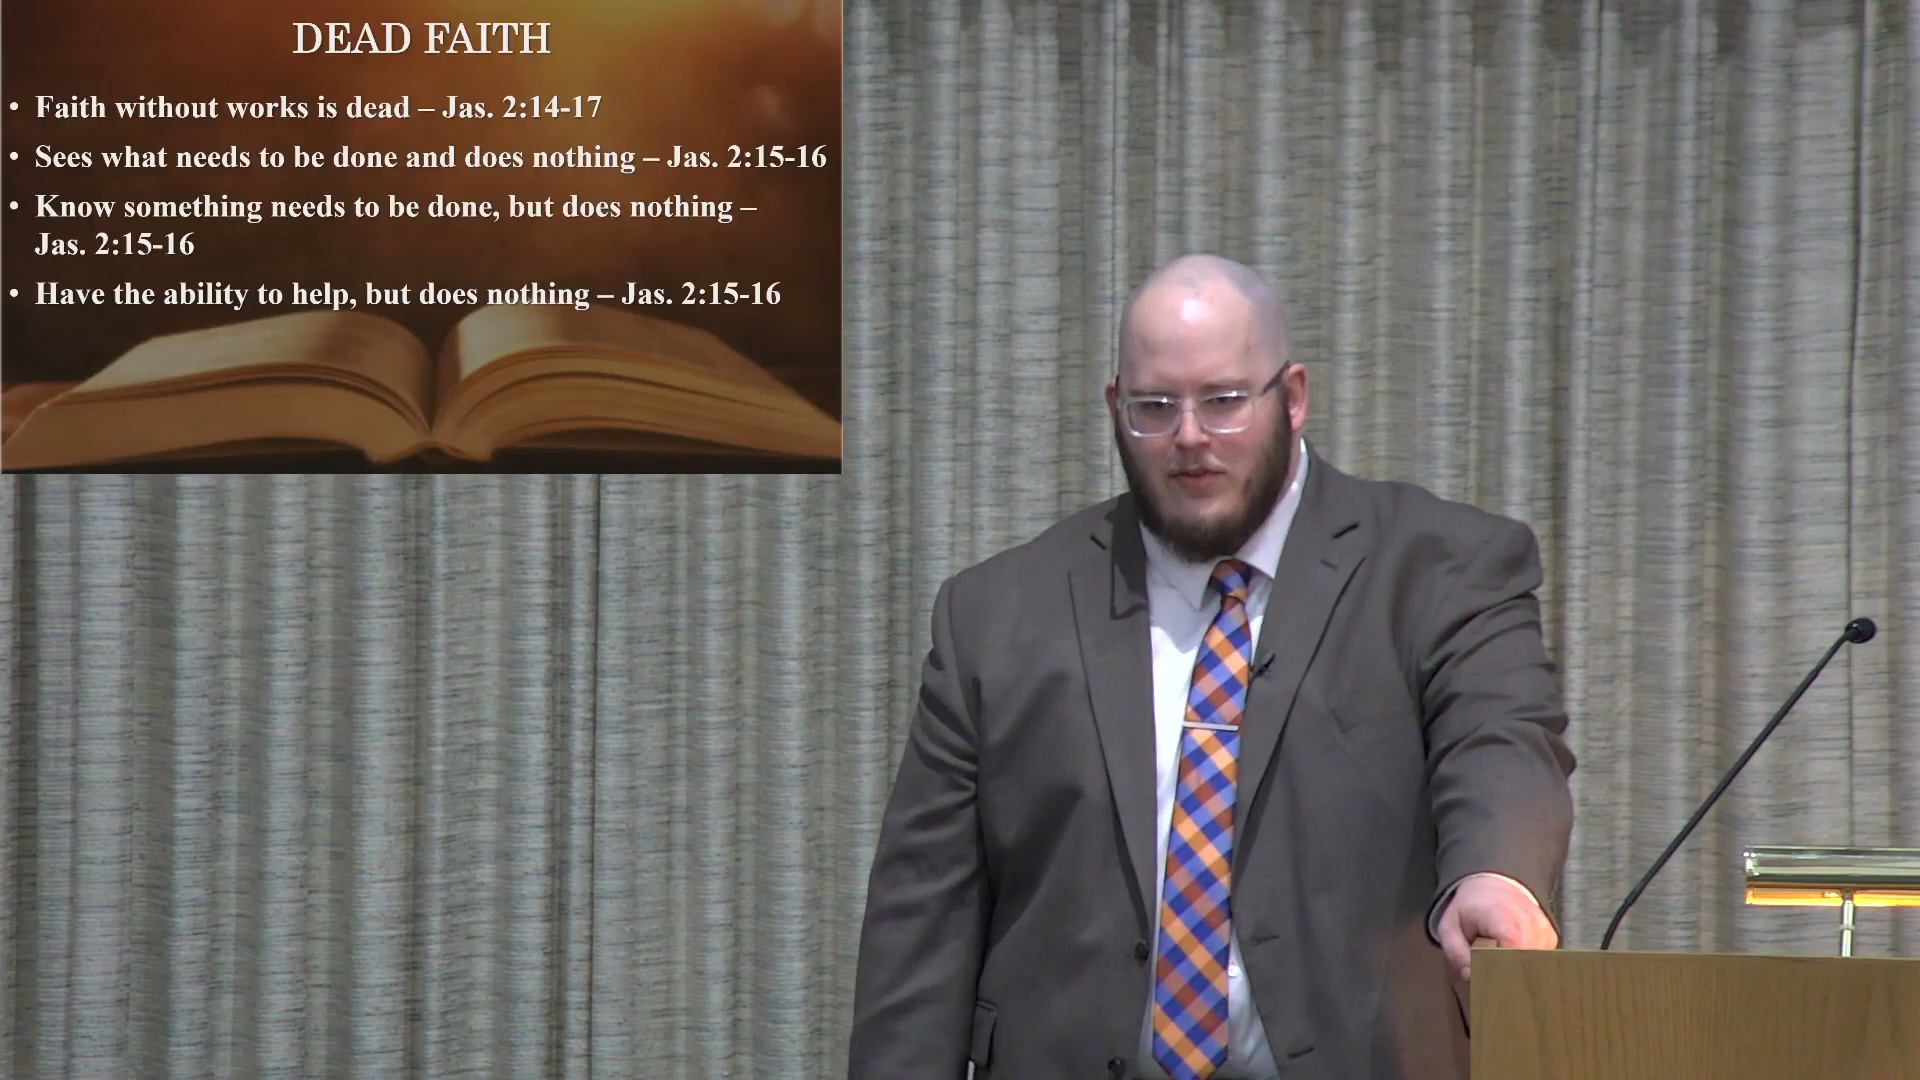 DEAD FAITH
• Faith without works is dead – Jas. 2:14-17
• Sees what needs to be done and does nothing – Jas. 2:15-16
• Know something needs to be done, but does nothing –
Jas. 2:15-16
• Have the ability to help, but does nothing – Jas. 2:15-16